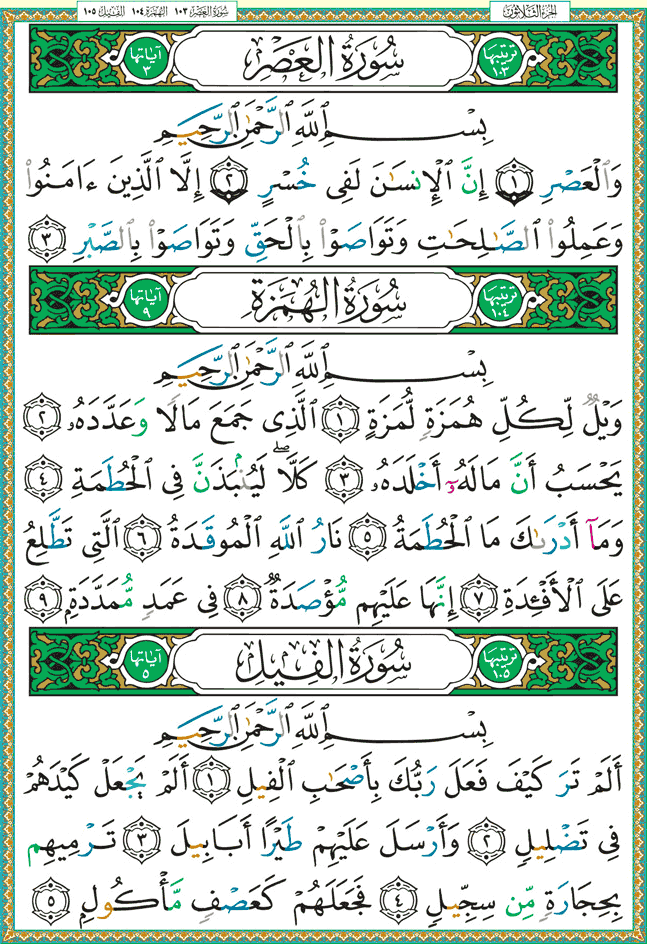 الجزء الثلاثون
سورة العصر ١٠٣ الهمزة ١٠٤ الفيل ١٠٥
ترتيبها ١٠٣ سُورَةُ العَصْرِ آياتها ٣
بِسْمِ ٱللَّهِ ٱلرَّحْمَٰنِ ٱلرَّحِيمِ
وَٱلْعَصْرِ ١ إِنَّ ٱلْإِنسَٰنَ لَفِى خُسْرٍ ٢ إِلَّا ٱلَّذِينَ ءَامَنُوا۟
وَعَمِلُوا۟ ٱلصَّٰلِحَٰتِ وَتَوَاصَوْا۟ بِٱلْحَقِّ وَتَوَاصَوْا۟ بِٱلصَّبْرِ ٣
ترتيبها ١٠٤ سُورَةُ الهُمَزَةِ آياتها ٩
بِسْمِ ٱللَّهِ ٱلرَّحْمَٰنِ ٱلرَّحِيمِ
وَيْلٌ لِّكُلِّ هُمَزَةٍ لُّمَزَةٍ ١ ٱلَّذِى جَمَعَ مَالًا وَعَدَّدَهُۥ ٢
يَحْسَبُ أَنَّ مَالَهُۥٓ أَخْلَدَهُۥ ٣ كَلَّا ۖ لَيُنۢبَذَنَّ فِى ٱلْحُطَمَةِ ٤
وَمَآ أَدْرَىٰكَ مَا ٱلْحُطَمَةُ ٥ نَارُ ٱللَّهِ ٱلْمُوقَدَةُ ٦ ٱلَّتِى تَطَّلِعُ
عَلَى ٱلْأَفْـِٔدَةِ ٧ إِنَّهَا عَلَيْهِم مُّؤْصَدَةٌ ٨ فِى عَمَدٍ مُّمَدَّدَةٍۭ ٩
ترتيبها ١٠٥ سُورَةُ الفِيلِ آياتها ٥
بِسْمِ ٱللَّهِ ٱلرَّحْمَٰنِ ٱلرَّحِيمِ
أَلَمْ تَرَ كَيْفَ فَعَلَ رَبُّكَ بِأَصْحَٰبِ ٱلْفِيلِ ١ أَلَمْ يَجْعَلْ كَيْدَهُمْ
فِى تَضْلِيلٍ ٢ وَأَرْسَلَ عَلَيْهِمْ طَيْرًا أَبَابِيلَ ٣ تَرْمِيهِم
بِحِجَارَةٍ مِّن سِجِّيلٍ ٤ فَجَعَلَهُمْ كَعَصْفٍ مَّأْكُولٍۭ ٥